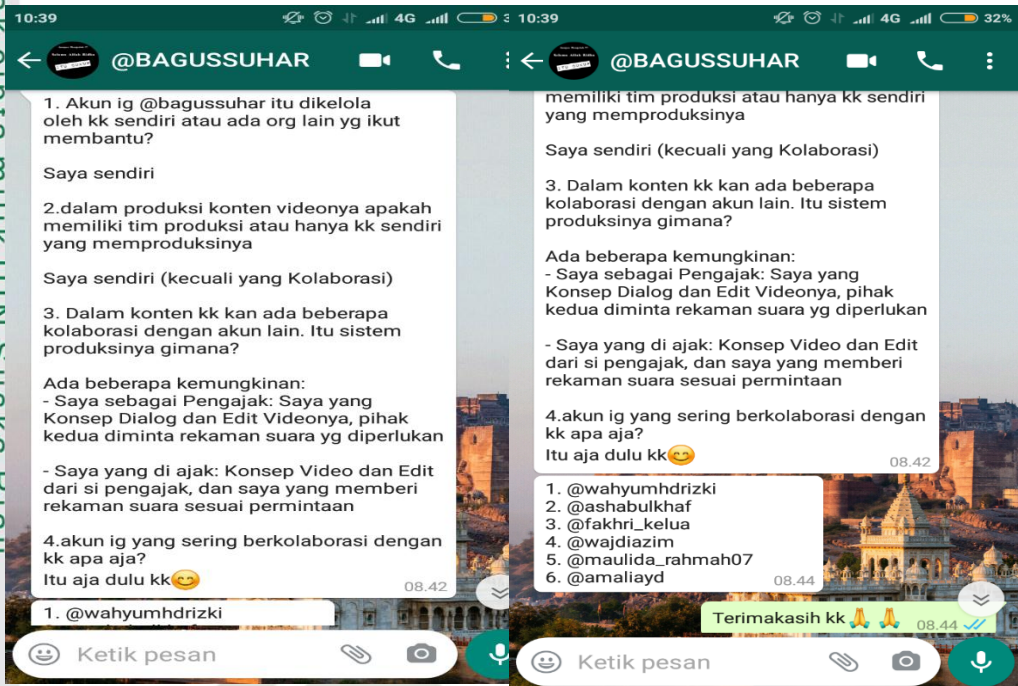 10:39
4G
@BAGUSSUHAR
1. Akun ig @bagussuhar itu dikelola
oleh kk sendiri atau ada org lain yg ikut
membantu?
Saya sendiri
2.dalam produksi konten videonya apakah
memiliki tim produksi atau hanya kk sendiri
yang memproduksinya
Saya sendiri (kecuali yang Kolaborasi)
3. Dalam konten kk kan ada beberapa
kolaborasi dengan akun lain. Itu sistem
produksinya gimana?
Ada beberapa kemungkinan:
- Saya sebagai Pengajak: Saya yang
Konsep Dialog dan Edit Videonya, pihak
kedua diminta rekaman suara yg diperlukan
- Saya yang di ajak: Konsep Video dan Edit
dari si pengajak, dan saya yang memberi
rekaman suara sesuai permintaan
4.akun ig yang sering berkolaborasi dengan
kk apa aja?
Itu aja dulu kk😊
08.42
1. @wahyumhdrizki
Ketik pesan
10:39
4G
32%
@BAGUSSUHAR
memiliki tim produksi atau hanya kk sendiri
yang memproduksinya
Saya sendiri (kecuali yang Kolaborasi)
3. Dalam konten kk kan ada beberapa
kolaborasi dengan akun lain. Itu sistem
produksinya gimana?
Ada beberapa kemungkinan:
- Saya sebagai Pengajak: Saya yang
Konsep Dialog dan Edit Videonya, pihak
kedua diminta rekaman suara yg diperlukan
- Saya yang di ajak: Konsep Video dan Edit
dari si pengajak, dan saya yang memberi
rekaman suara sesuai permintaan
4.akun ig yang sering berkolaborasi dengan
kk apa aja?
Itu aja dulu kk😊
08.42
1. @wahyumhdrizki
2. @ashabulkhaf
3. @fakhri_kelua
4. @wajdiazim
5. @maulida_rahmah07
6. @amaliayd
08.44
Terimakasih kk🙏 🙏
08.44
Ketik pesan